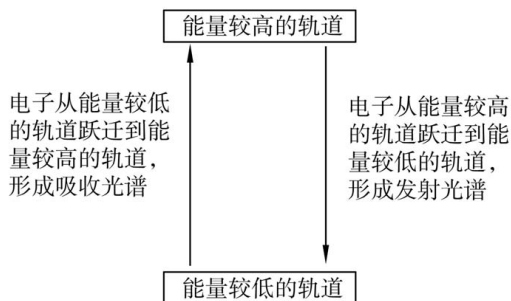 能量较高的轨道
电子从能量较低
的轨道跃迁到能
量较高的轨道，
形成吸收光谱
电子从能量较高
的轨道跃迁到能
量较低的轨道，
形成发射光谱
能量较低的轨道